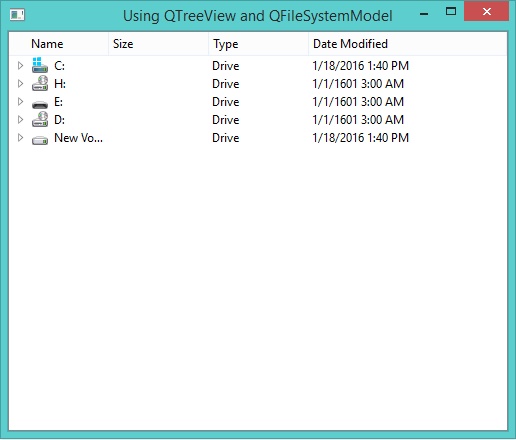 Using QTreeView and QFileSystemModel
Name Size Type Date Modified
C: Drive 1/18/2016 1:40 PM
H: Drive 1/1/1601 3:00 AM
E: Drive 1/1/1601 3:00 AM
D: Drive 1/1/1601 3:00 AM
New Vo... Drive 1/18/2016 1:40 PM